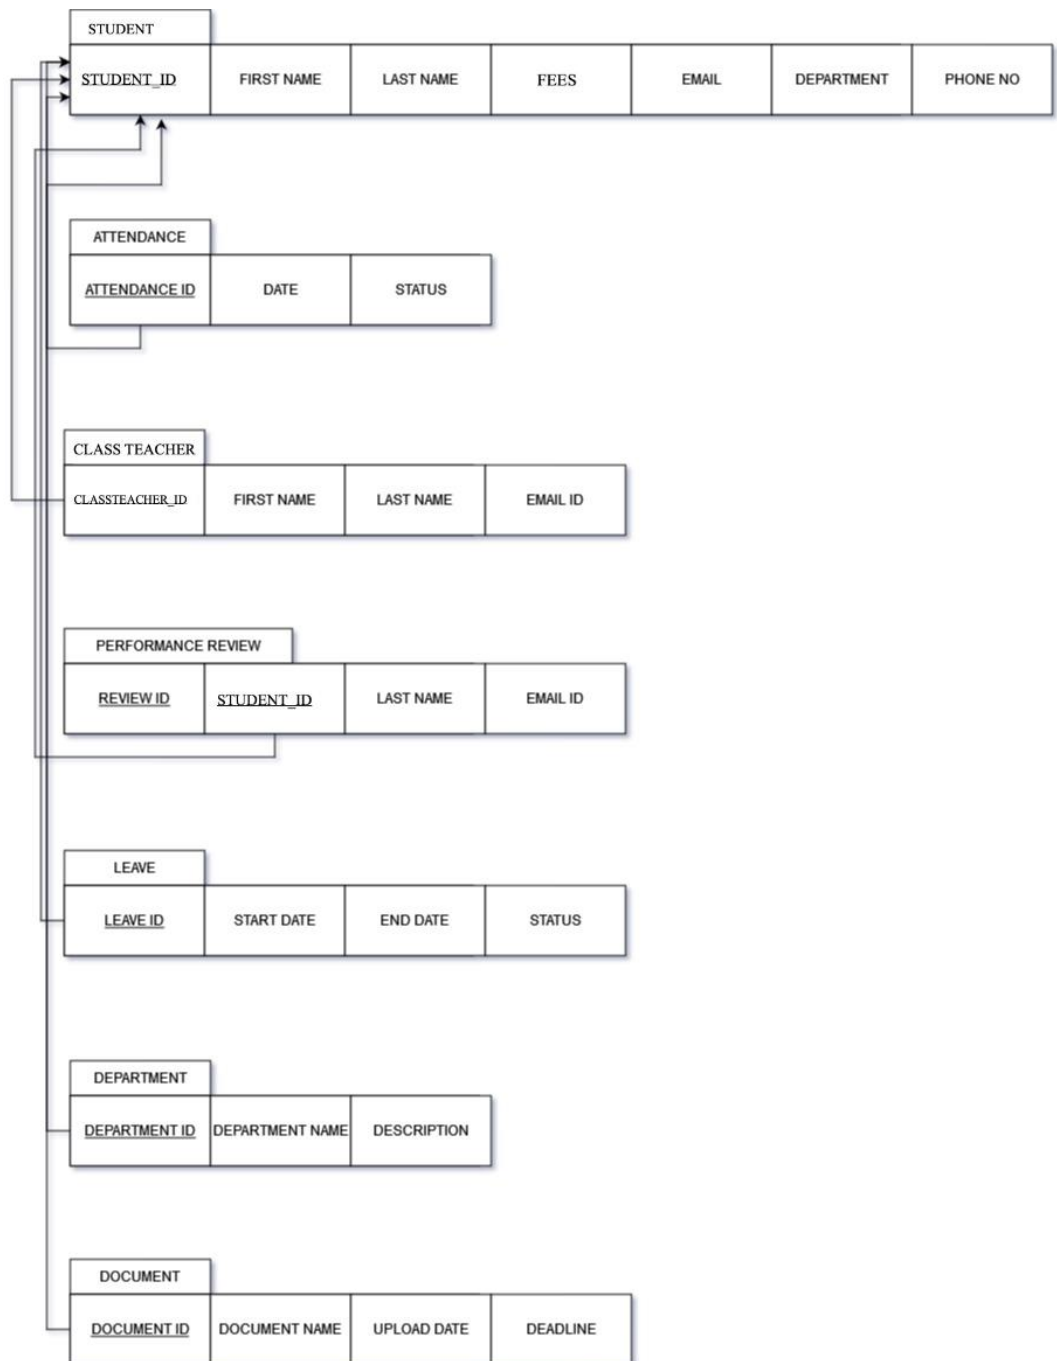 STUDENT
STUDENT_ID FIRST NAME LAST NAME FEES EMAIL DEPARTMENT PHONE NO
ATTENDANCE
ATTENDANCE ID DATE STATUS
CLASS TEACHER
CLASSTEACHER_ID FIRST NAME LAST NAME EMAIL ID
PERFORMANCE REVIEW
REVIEW ID STUDENT_ID LAST NAME EMAIL ID
LEAVE
LEAVE ID START DATE END DATE STATUS
DEPARTMENT
DEPARTMENT ID DEPARTMENT NAME DESCRIPTION
DOCUMENT
DOCUMENT ID DOCUMENT NAME UPLOAD DATE DEADLINE